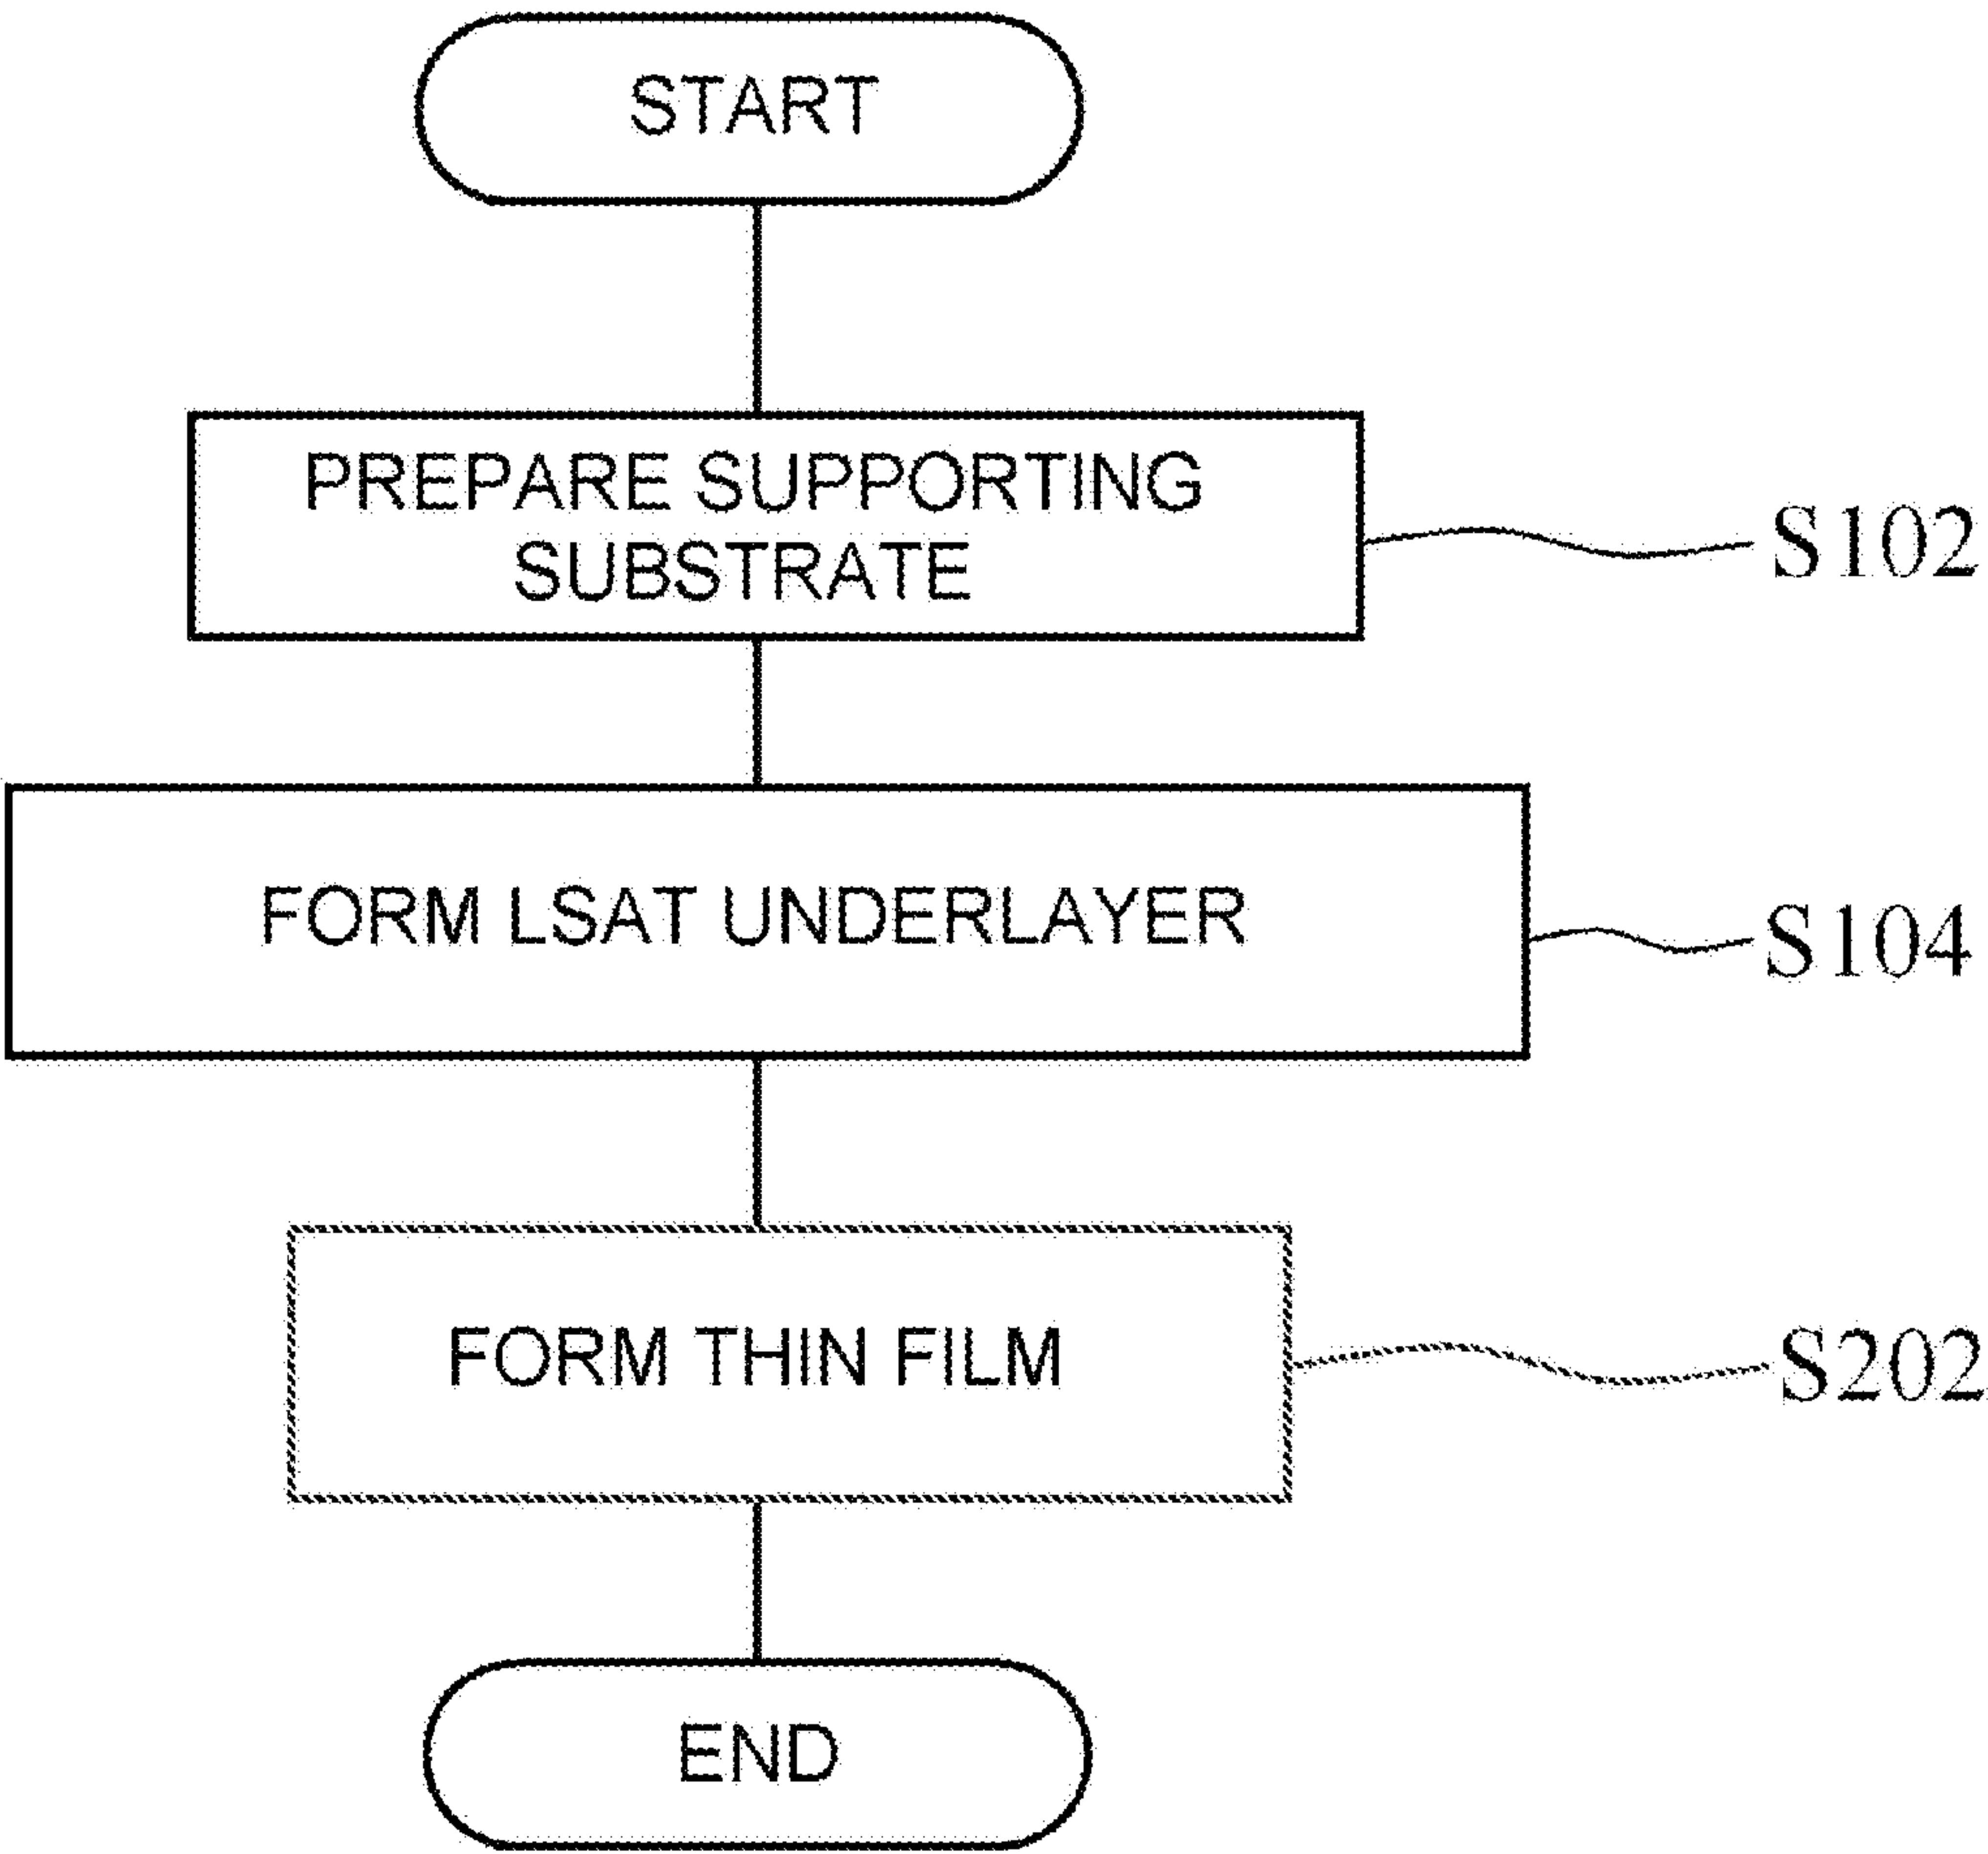 START
PREPARE SUPPORTING
SUBSTRATE
S102
FORM LSAT UNDERLAYER
S104
FORM THIN FILM
S202
END